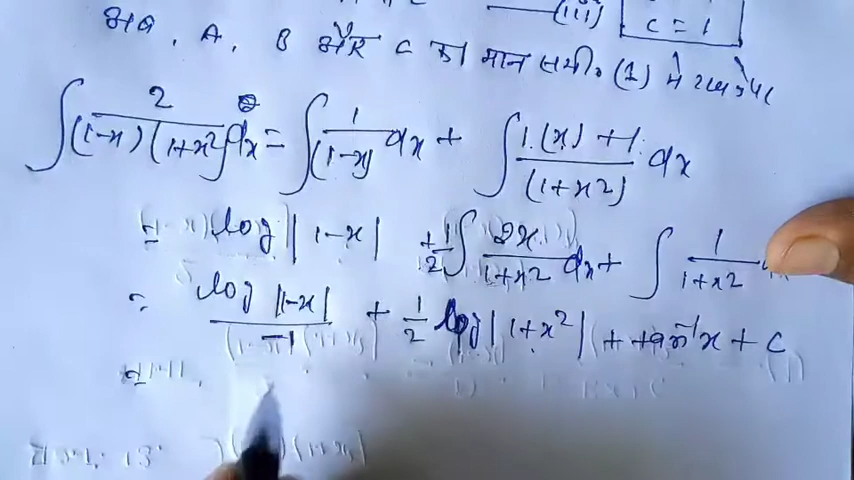 (iii) C = 1
अब, A, B और C का मान समी० (1) में रखने पर
∫ 2/((1-x)(1+x²)) dx = ∫ 1/(1-x) dx + ∫ (1.(x) + 1)/(1+x²) dx
= log |1-x| + 1/2 ∫ 2x/(1+x²) dx + ∫ 1/(1+x²)
= log |1-x|/-1 + 1/2 log |1+x²| + tan⁻¹x + C